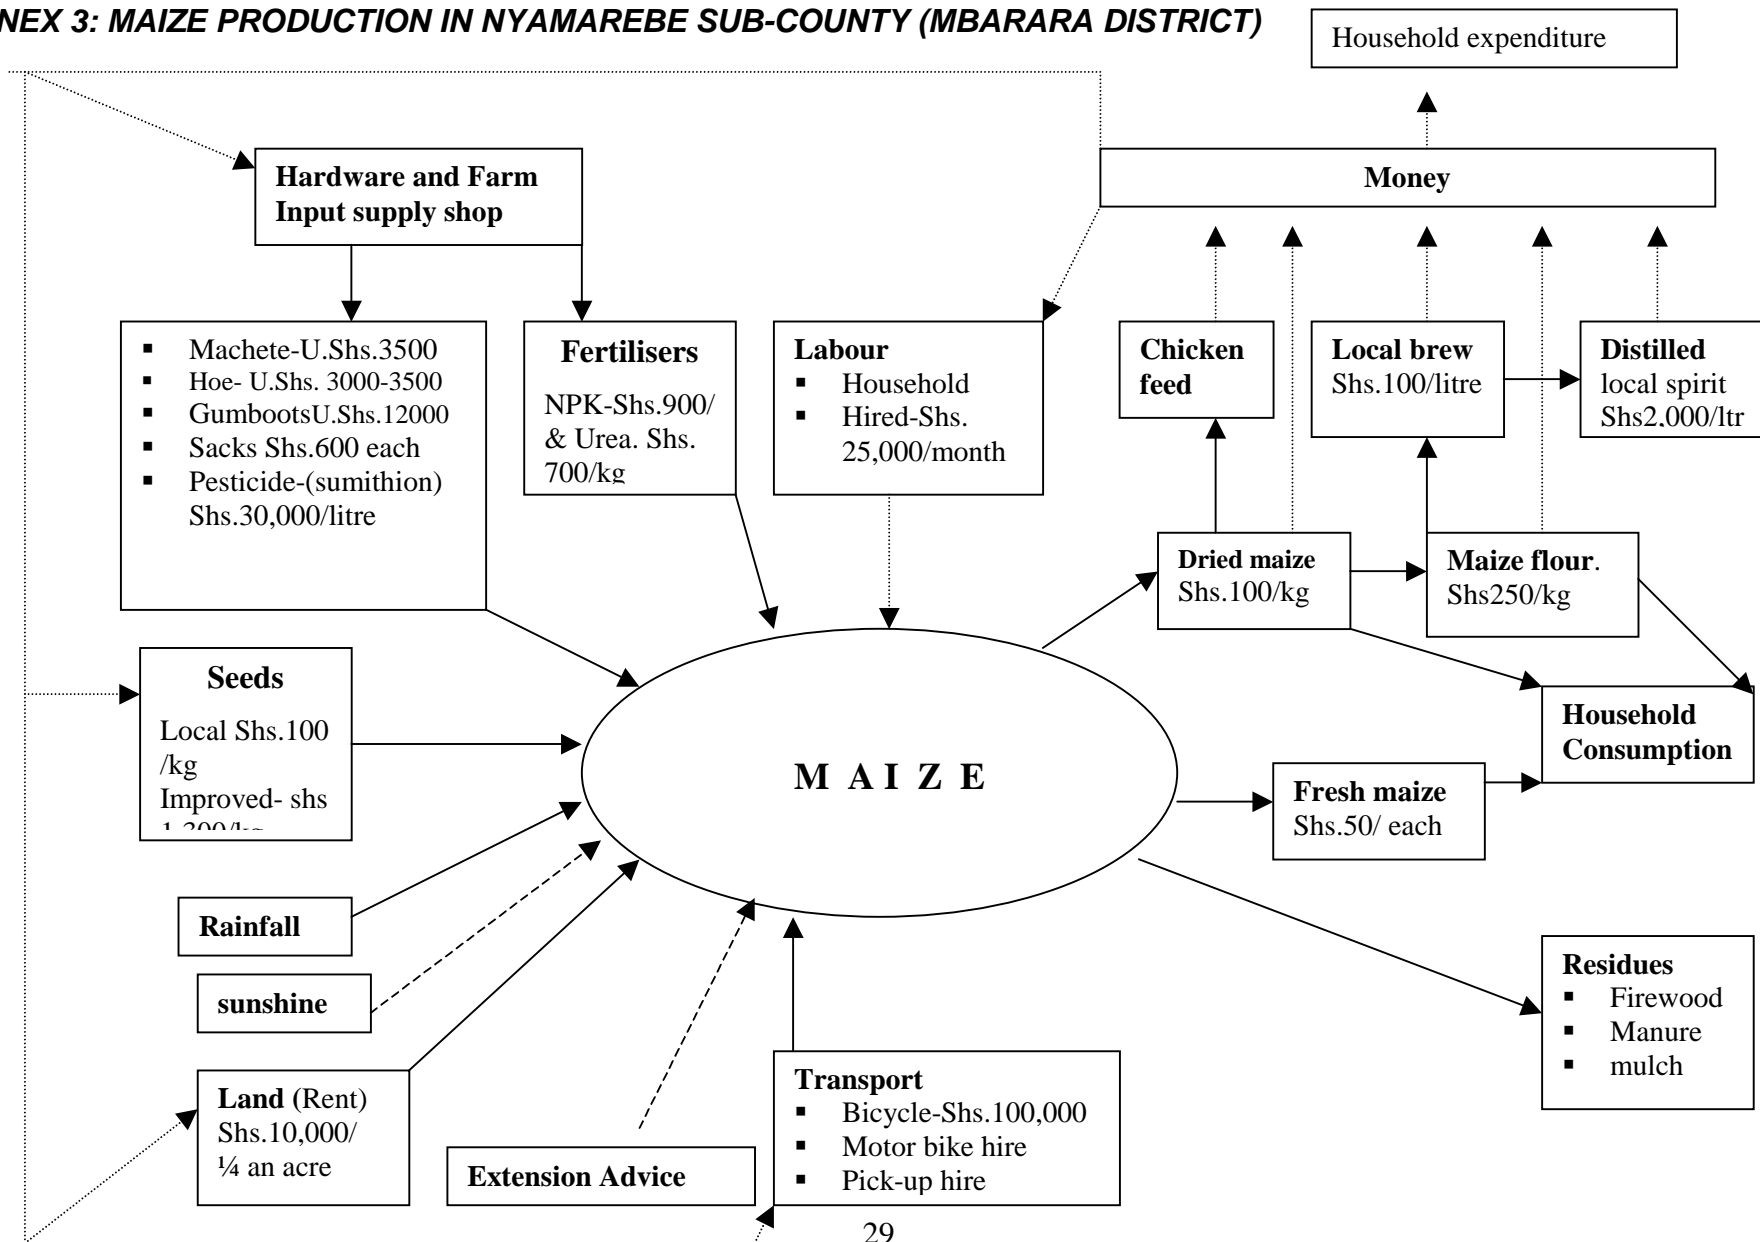 NEX 3: MAIZE PRODUCTION IN NYAMAREBE SUB-COUNTY (MBARARA DISTRICT)
Household expenditure
Hardware and Farm
Input supply shop
Money
▪ Machete-U.Shs.3500
▪ Hoe- U.Shs. 3000-3500
▪ GumbootsU.Shs.12000
▪ Sacks Shs.600 each
▪ Pesticide-(sumithion)
Shs.30,000/litre
Fertilisers
NPK-Shs.900/
& Urea. Shs.
700/kg
Labour
▪ Household
▪ Hired-Shs.
25,000/month
Chicken
feed
Local brew
Shs.100/litre
Distilled
local spirit
Shs2,000/ltr
Dried maize
Shs.100/kg
Maize flour.
Shs250/kg
Seeds
Local Shs.100
/kg
Improved- shs
1,300/kg
Household
Consumption
M A I Z E
Fresh maize
Shs.50/ each
Rainfall
sunshine
Residues
▪ Firewood
▪ Manure
▪ mulch
Land (Rent)
Shs.10,000/
¼ an acre
Extension Advice
Transport
▪ Bicycle-Shs.100,000
▪ Motor bike hire
▪ Pick-up hire
29